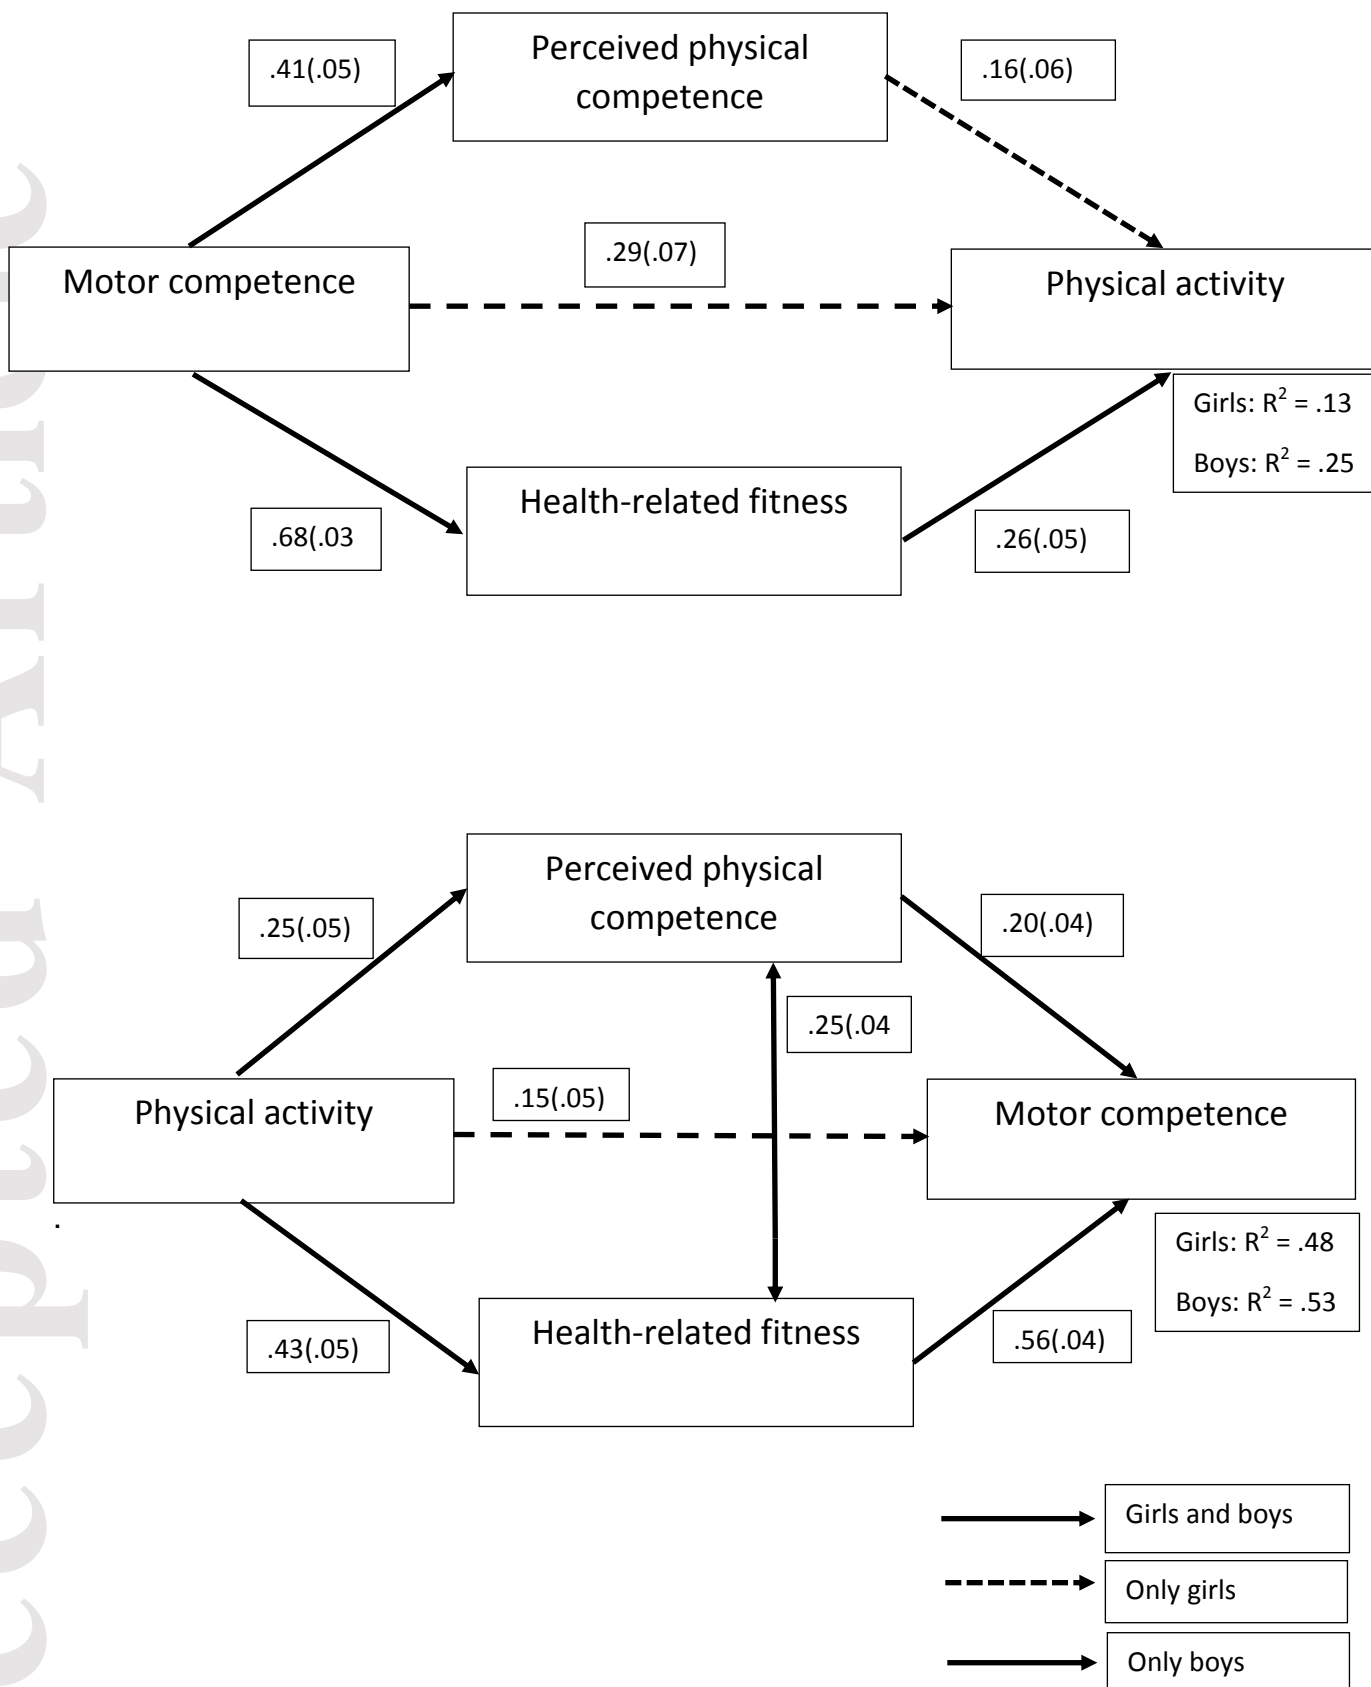 Perceived physical
competence
.41(.05)
.16(.06)
.29(.07)
Motor competence
Physical activity
Girls: R² = .13
Boys: R² = .25
Health-related fitness
.68(.03
.26(.05)
Perceived physical
competence
.25(.05)
.20(.04)
.25(.04
.15(.05)
Physical activity
Motor competence
.
Girls: R² = .48
Boys: R² = .53
Health-related fitness
.43(.05)
.56(.04)
Girls and boys
Only girls
Only boys
Accepted Article